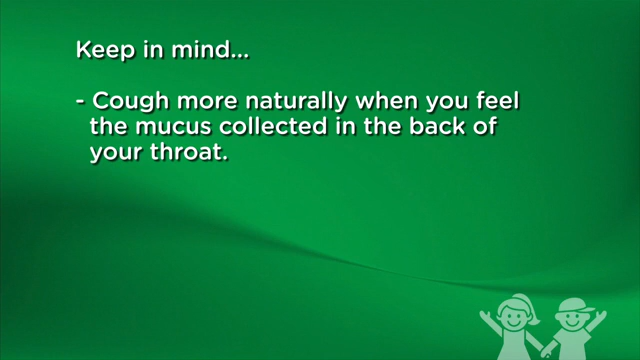 Keep in mind...
- Cough more naturally when you feel
the mucus collected in the back of
your throat.